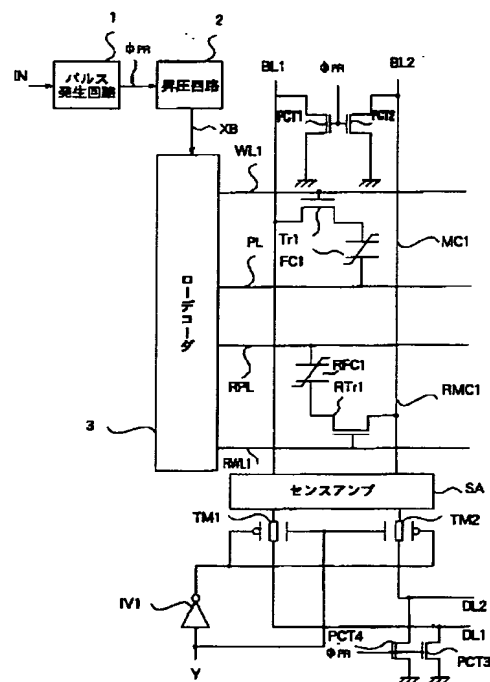 1
2
ΦPR
IN
パルス
発生回路
昇圧回路
BL1
ΦPR
BL2
PCT1
PCT2
XB
WL1
Tr1
FC1
MC1
PL
ローデコーダ
RPL
RFC1
RTr1
RMC1
3
RWL1
センスアンプ
SA
TM1
TM2
IV1
DL2
DL1
PCT4
ΦPR
PCT3
Y